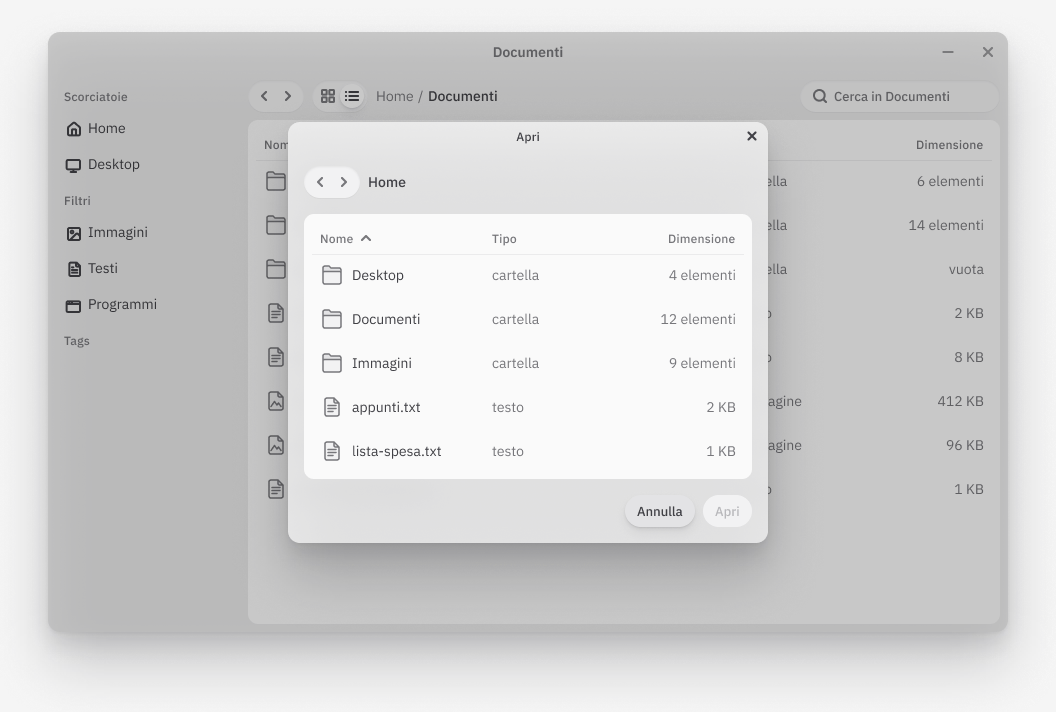 Documenti
Scorciatoie
Home
Desktop
Filtri
Immagini
Testi
Programmi
Tags
Home / Documenti
Cerca in Documenti
Dimensione
6 elementi
14 elementi
vuota
2 KB
8 KB
412 KB
96 KB
1 KB
Apri
Home
Nome Tipo Dimensione
Desktop cartella 4 elementi
Documenti cartella 12 elementi
Immagini cartella 9 elementi
appunti.txt testo 2 KB
lista-spesa.txt testo 1 KB
Annulla Apri